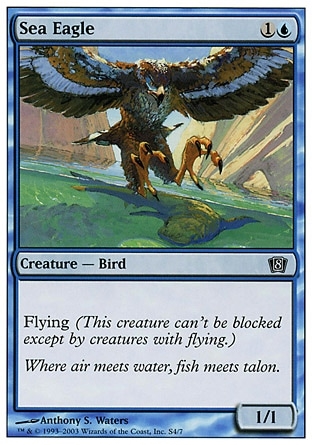 Sea Eagle 1
Creature — Bird 8
Flying (This creature can't be blocked
except by creatures with flying.)
Where air meets water, fish meets talon.
Anthony S. Waters
™ & © 1993–2003 Wizards of the Coast, Inc. S4/7
1/1